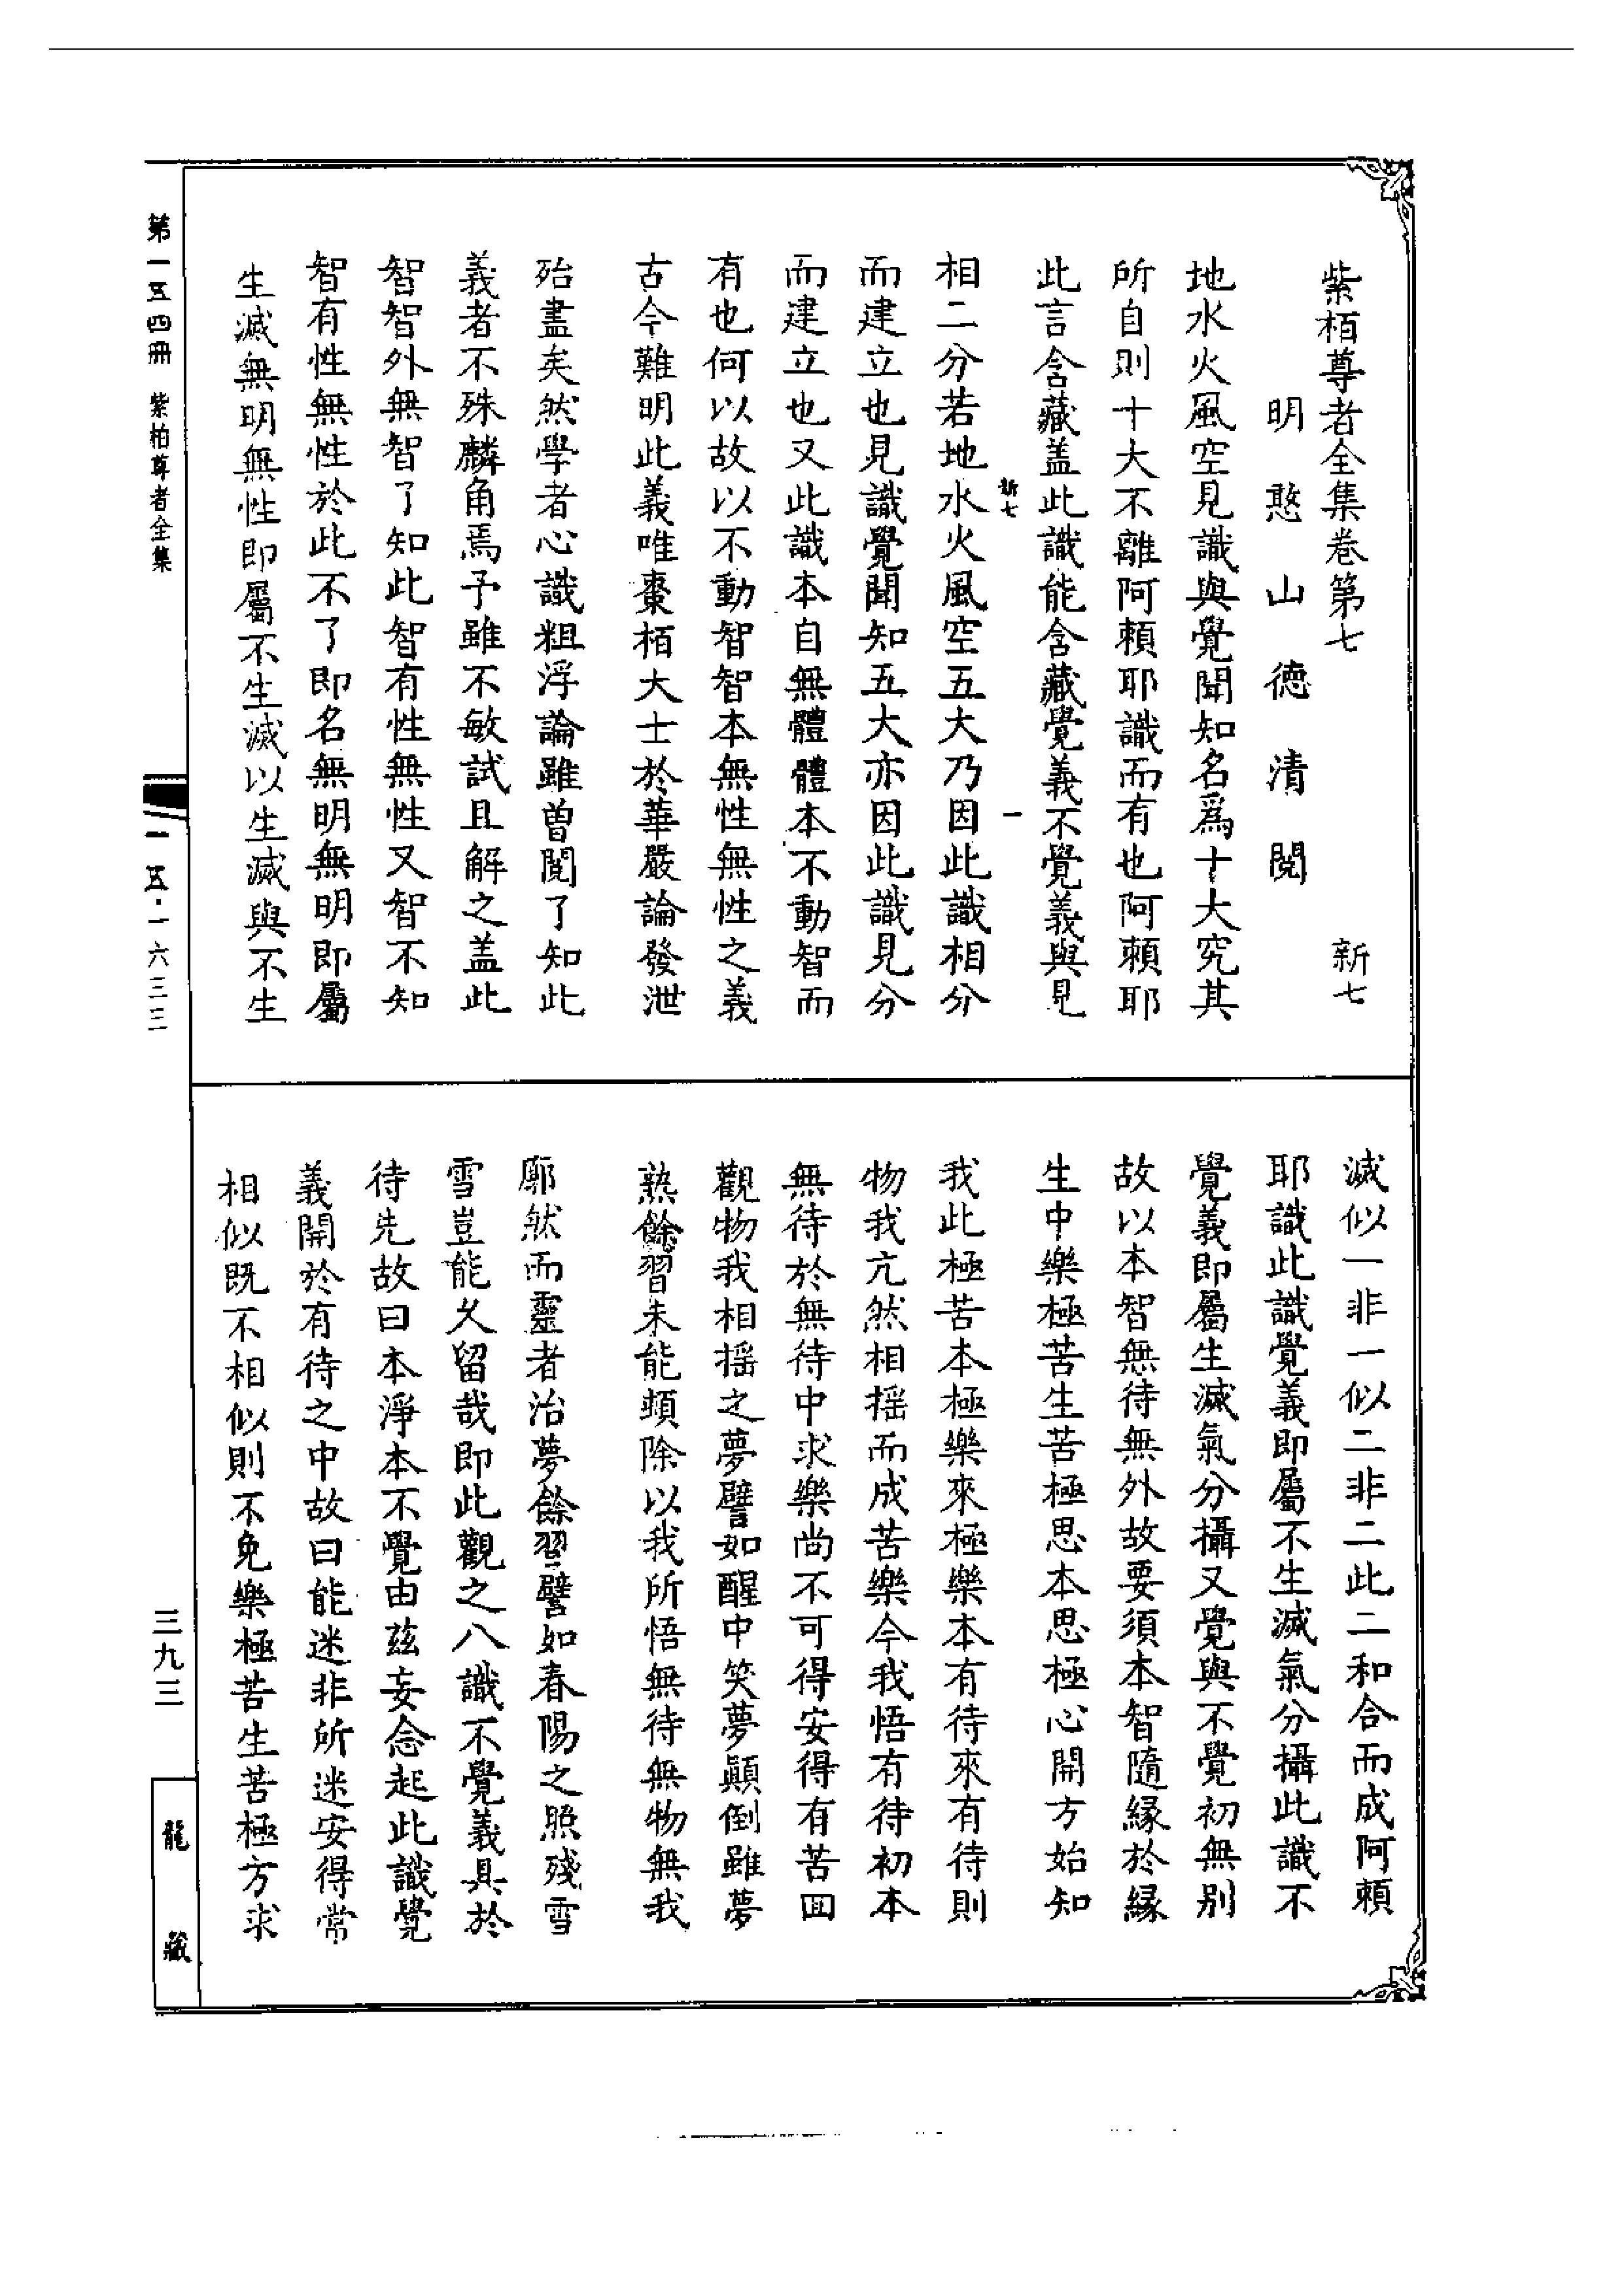 紫栢尊者全集卷第七　新七
明憨山德清閱
地水火風空見識與覺聞知名爲十大究其
所自則十大不離阿賴耶識而有也阿賴耶
此言含藏盖此識能含藏覺義不覺義與見
新七　一
相二分若地水火風空五大乃因此識相分
而建立也見識覺聞知五大亦因此識見分
而建立也又此識本自無體體本不動智而
有也何以故以不動智智本無性無性之義
古今難明此義唯棗栢大士於華嚴論發泄
殆盡矣然學者心識粗浮論雖曾閱了知此
義者不殊麟角焉予雖不敏試且解之盖此
智智外無智了知此智有性無性又智不知
智有性無性於此不了即名無明無明即屬
生滅無明無性即屬不生滅以生滅與不生
滅似一非一似二非二此二和合而成阿賴
耶識此識覺義即屬不生滅氣分攝此識不
覺義即屬生滅氣分攝又覺與不覺初無别
故以本智無待無外故要須本智隨緣於緣
生中樂極苦生苦極思本思極心開方始知
我此極苦本極樂來極樂本有待來有待則
物我亢然相揺而成苦樂今我悟有待初本
無待於無待中求樂尚不可得安得有苦回
觀物我相揺之夢譬如醒中笑夢顛倒雖夢
熟餘習未能頓除以我所悟無待無物無我
廓然而靈者治夢餘習譬如春陽之照殘雪
雪豈能久留哉即此觀之八識不覺義具於
待先故曰本淨本不覺由茲妄念起此識覺
義開於有待之中故曰能迷非所迷安得常
相似既不相似則不免樂極苦生苦極方求
第一五四冊　紫柏尊者全集
一五·一六三三
三九三
龍藏